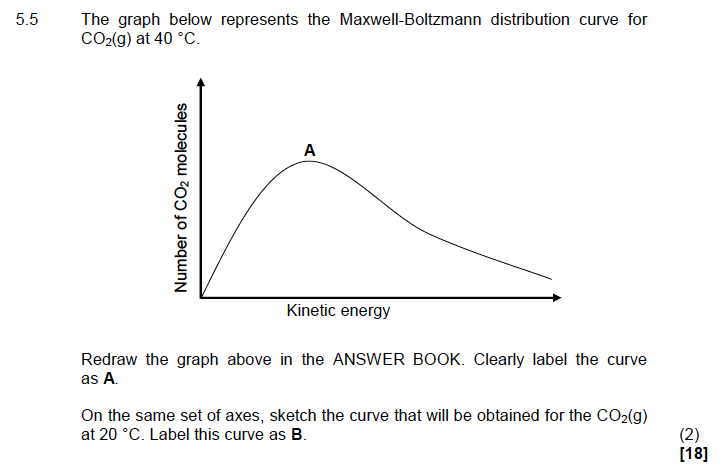 5.5 The graph below represents the Maxwell-Boltzmann distribution curve for
CO₂(g) at 40 °C.
Number of CO₂ molecules
A
Kinetic energy
Redraw the graph above in the ANSWER BOOK. Clearly label the curve
as A.
On the same set of axes, sketch the curve that will be obtained for the CO₂(g)
at 20 °C. Label this curve as B. (2)
[18]